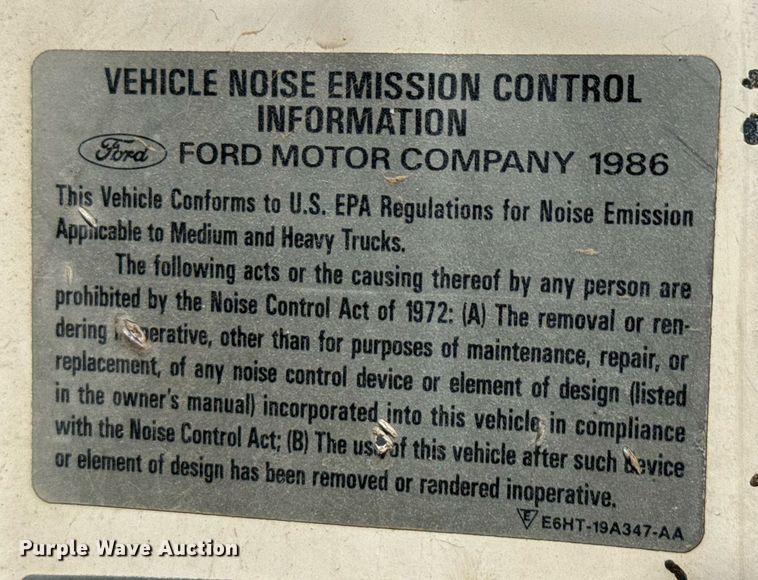 VEHICLE NOISE EMISSION CONTROL
INFORMATION
Ford FORD MOTOR COMPANY 1986
This Vehicle Conforms to U.S. EPA Regulations for Noise Emission
Applicable to Medium and Heavy Trucks.
The following acts or the causing thereof by any person are
prohibited by the Noise Control Act of 1972: (A) The removal or ren-
dering inoperative, other than for purposes of maintenance, repair, or
replacement, of any noise control device or element of design (listed
in the owner's manual) incorporated into this vehicle in compliance
with the Noise Control Act; (B) The use of this vehicle after such device
or element of design has been removed or randered inoperative.
E E6HT-19A347-AA
Purple Wave Auction